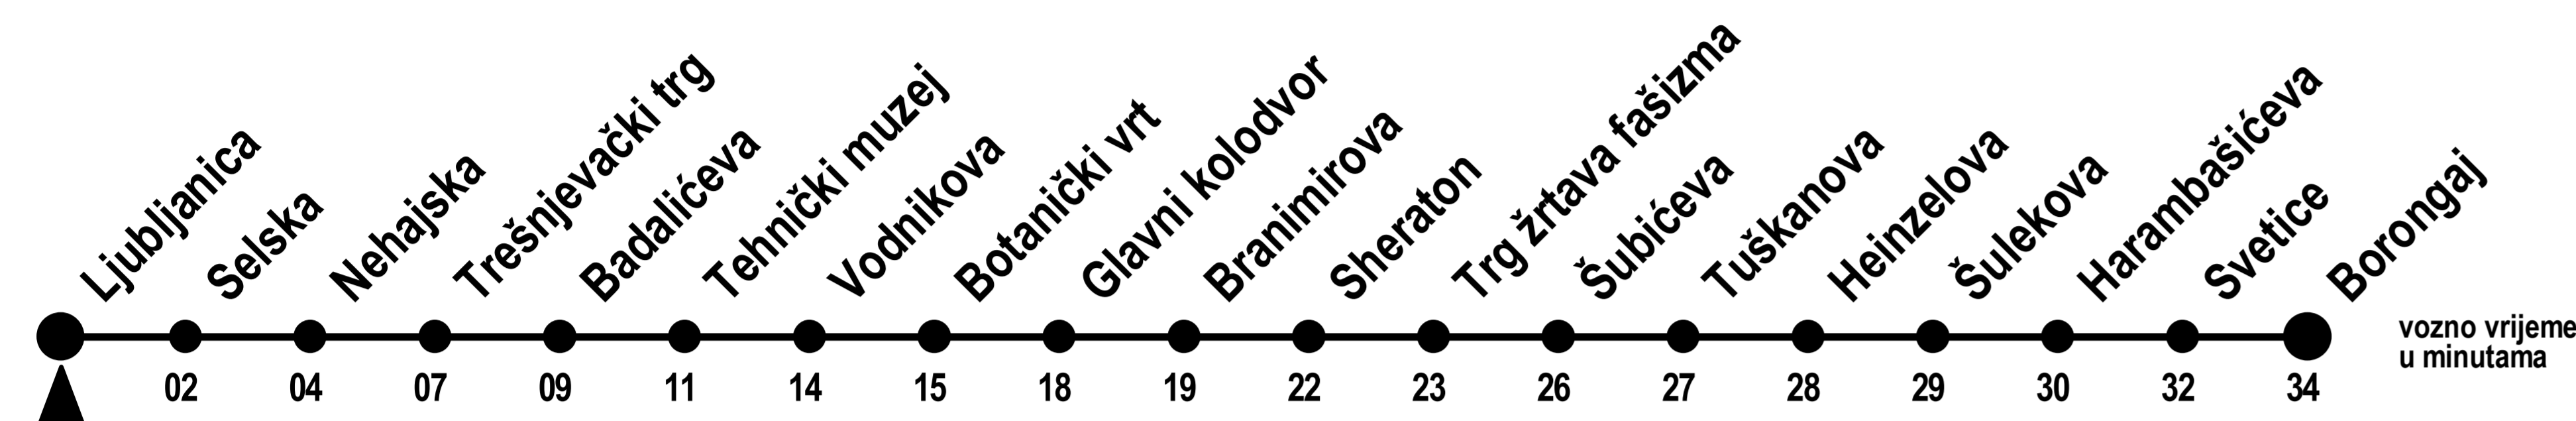 Ljubljanica
Selska
Nehajska
Trešnjevački trg
Badalićeva
Tehnički muzej
Vodnikova
Botanički vrt
Glavni kolodvor
Branimirova
Sheraton
Trg žrtava fašizma
Šubićeva
Tuškanova
Heinzelova
Šulekova
Harambašićeva
Svetice
Borongaj
02 04 07 09 11 14 15 18 19 22 23 26 27 28 29 30 32 34
vozno vrijeme
u minutama